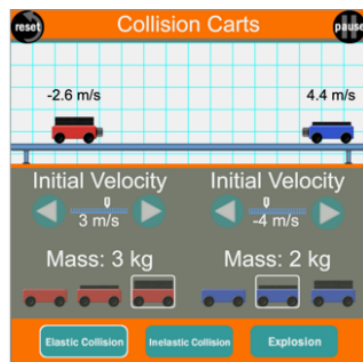 reset
Collision Carts
pause
-2.6 m/s
4.4 m/s
Initial Velocity
Initial Velocity
3 m/s
-4 m/s
Mass: 3 kg
Mass: 2 kg
Elastic Collision
Inelastic Collision
Explosion